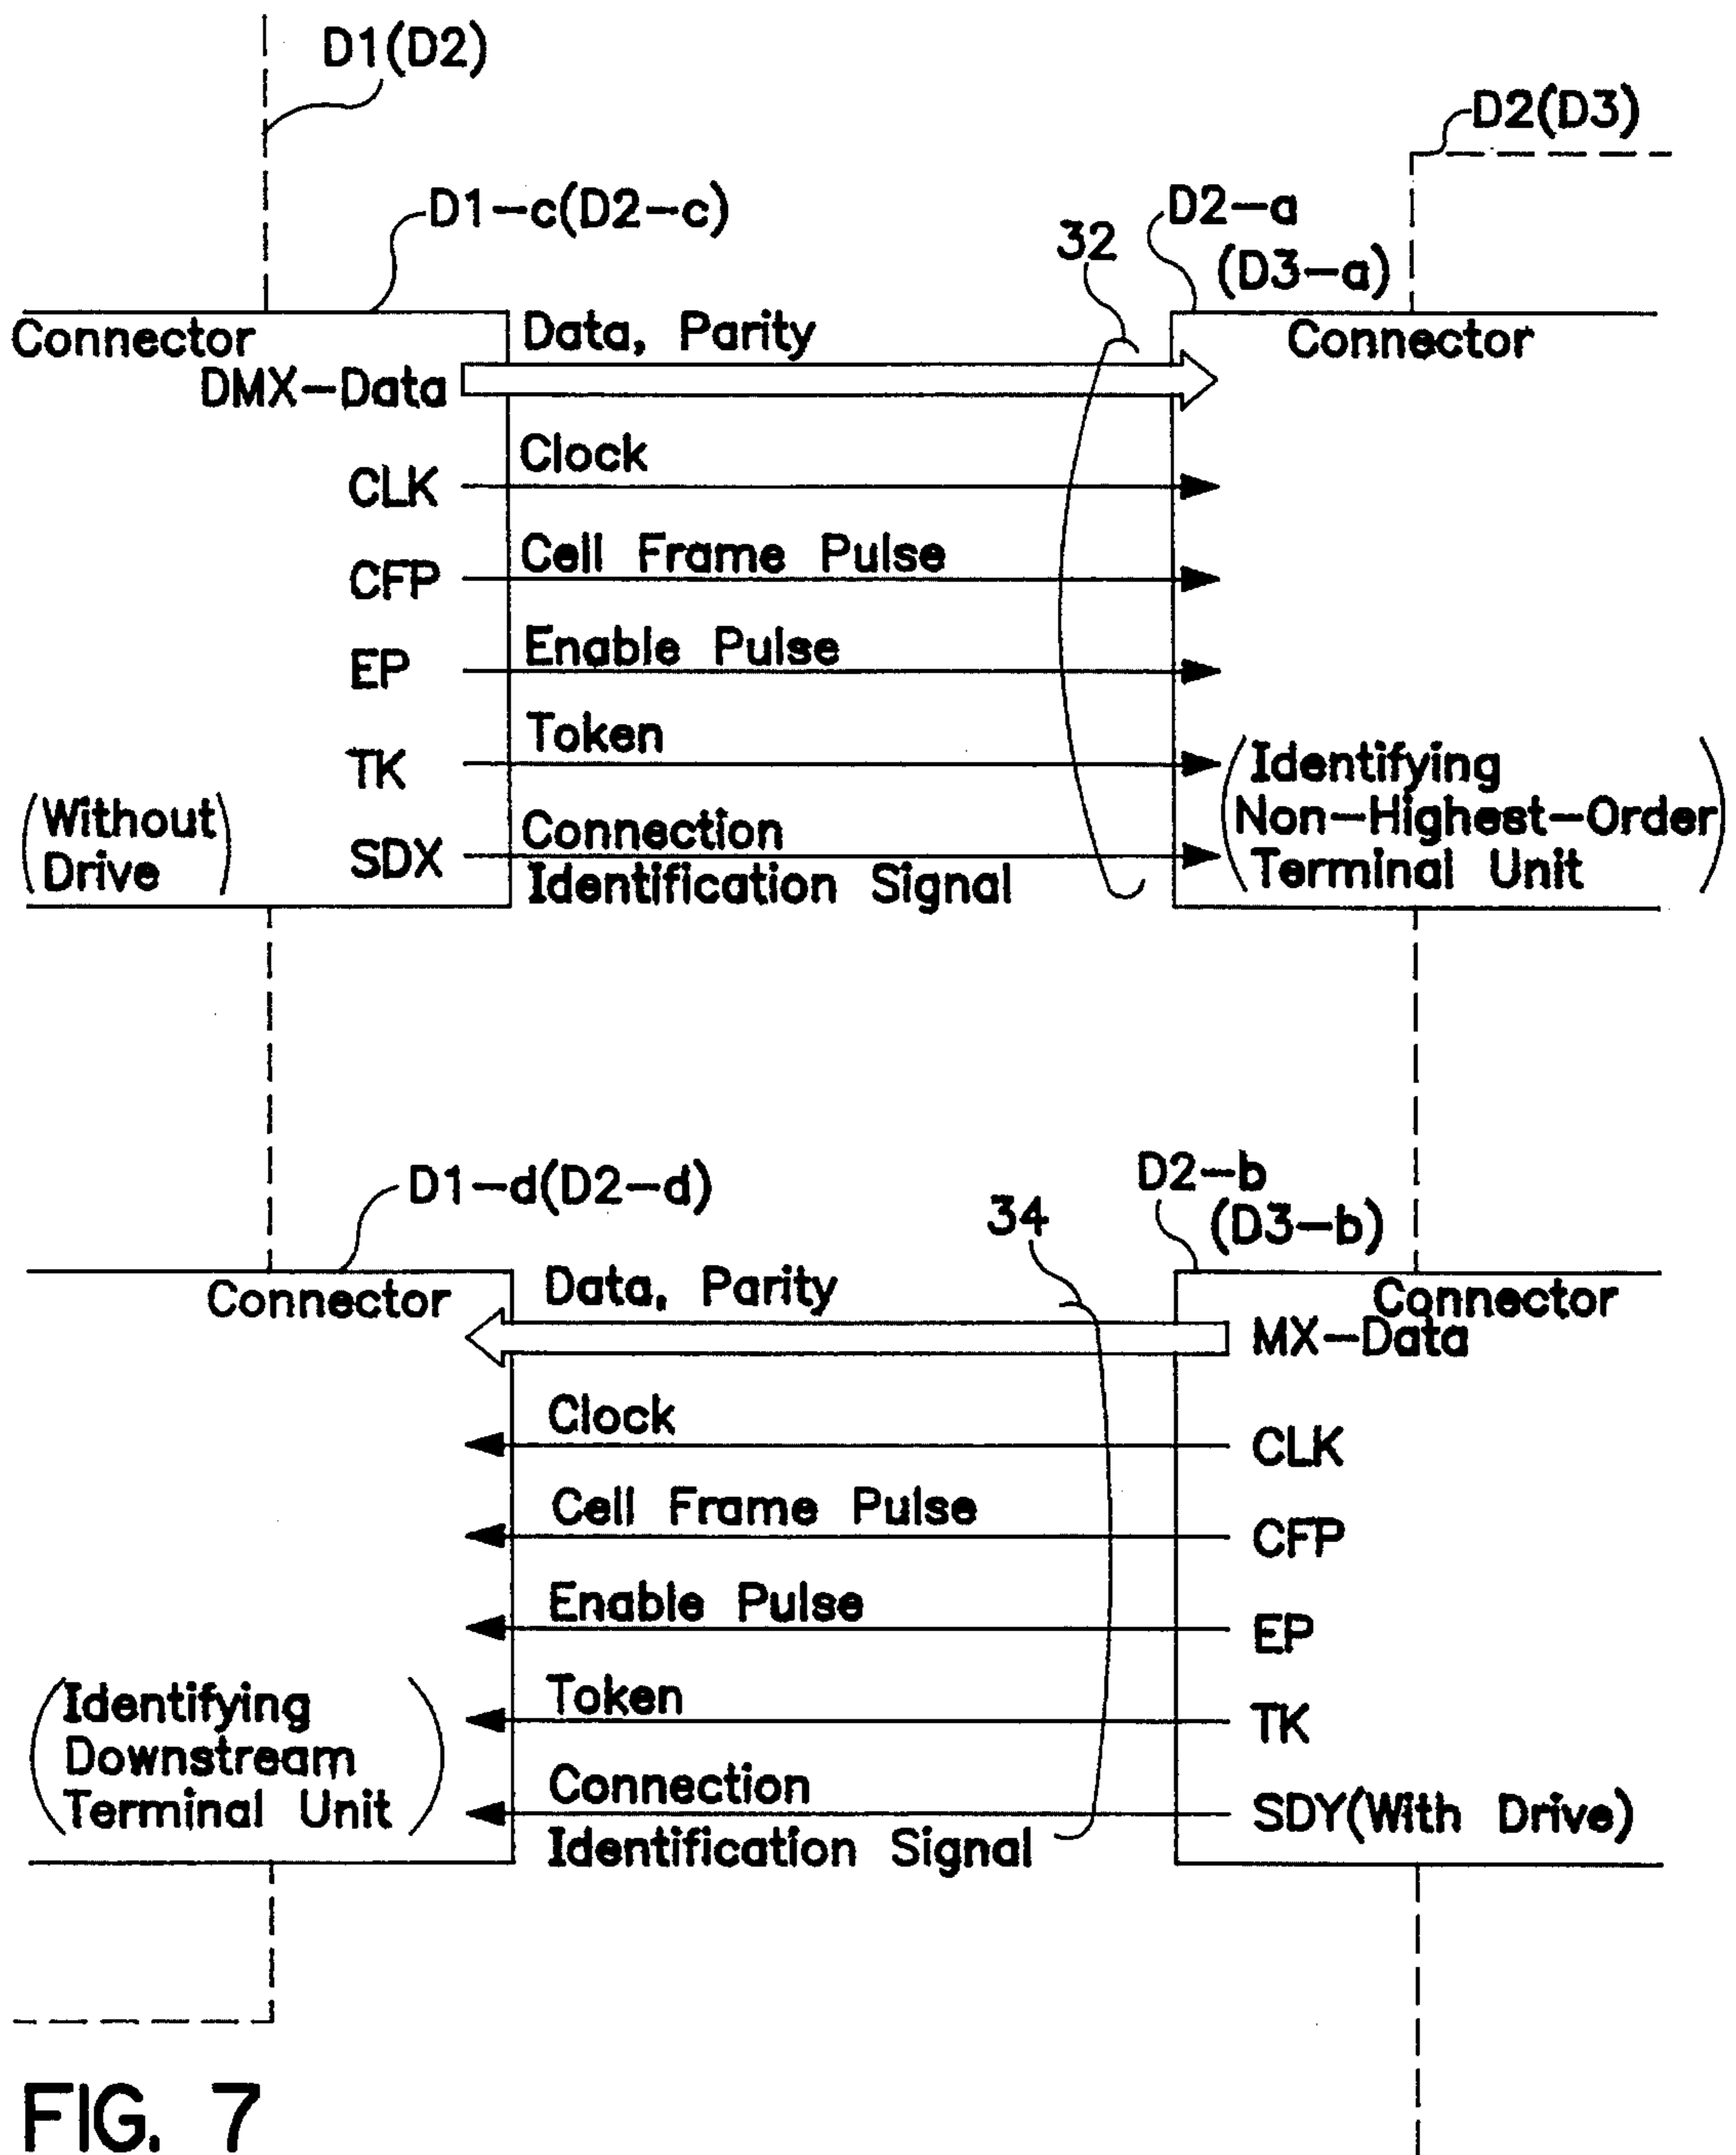 D1(D2)
D2(D3)
D1-c(D2-c)
D2-a
(D3-a)
32
Connector
Data, Parity
Connector
DMX-Data
Clock
CLK
Cell Frame Pulse
CFP
Enable Pulse
EP
Token
TK
(Identifying
Non-Highest-Order
Terminal Unit)
(Without
Drive)
Connection
SDX
Identification Signal
D1-d(D2-d)
D2-b
(D3-b)
34
Connector
Data, Parity
Connector
MX-Data
Clock
CLK
Cell Frame Pulse
CFP
Enable Pulse
EP
Token
TK
(Identifying
Downstream
Terminal Unit)
Connection
SDY(With Drive)
Identification Signal
FIG. 7